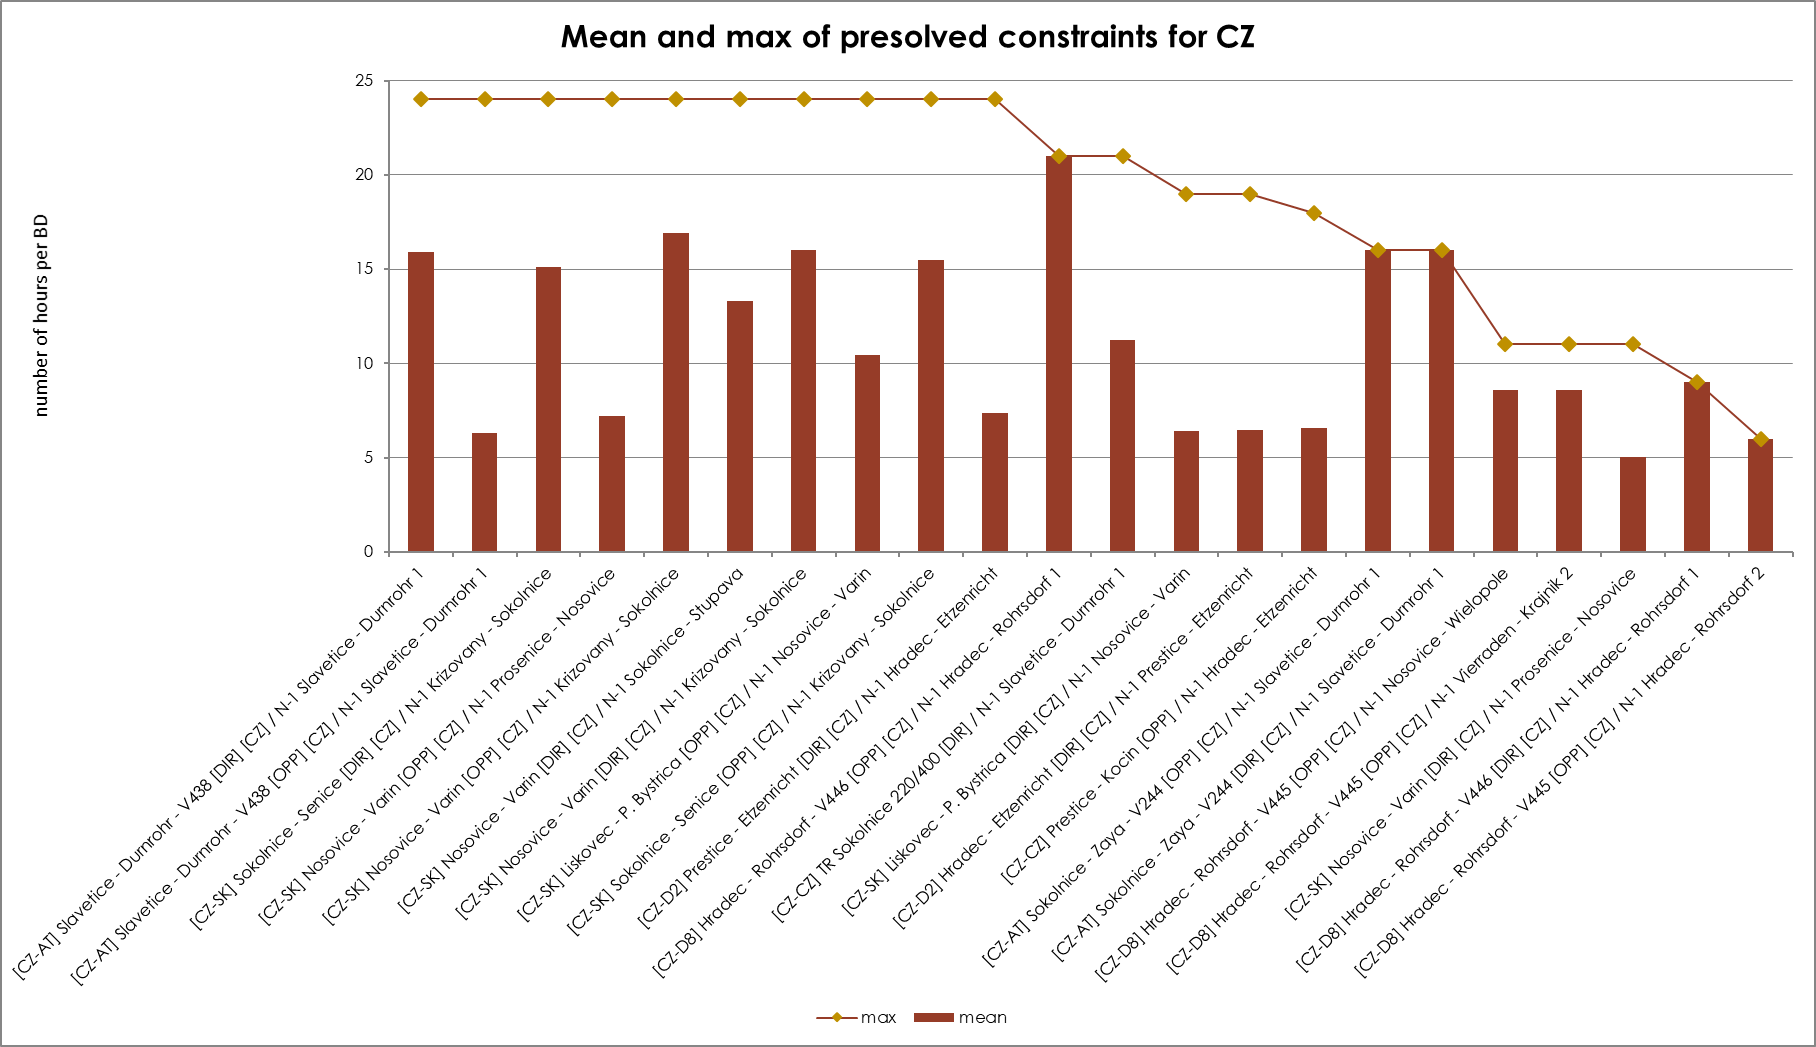 Mean and max of presolved constraints for CZ
number of hours per BD
25
20
15
10
5
0
[CZ-AT] Slavetice - Durnrohr - V438 [DIR] [CZ] / N-1 Slavetice - Durnrohr 1
[CZ-AT] Slavetice - Durnrohr - V438 [OPP] [CZ] / N-1 Slavetice - Durnrohr 1
[CZ-SK] Sokolnice - Senice [DIR] [CZ] / N-1 Krizovany - Sokolnice
[CZ-SK] Nosovice - Varin [OPP] [CZ] / N-1 Prosenice - Nosovice
[CZ-SK] Nosovice - Varin [OPP] [CZ] / N-1 Krizovany - Sokolnice
[CZ-SK] Nosovice - Varin [DIR] [CZ] / N-1 Sokolnice - Stupava
[CZ-SK] Nosovice - Varin [DIR] [CZ] / N-1 Krizovany - Sokolnice
[CZ-SK] Liskovec - P. Bystrica [OPP] [CZ] / N-1 Nosovice - Varin
[CZ-SK] Sokolnice - Senice [OPP] [CZ] / N-1 Krizovany - Sokolnice
[CZ-D2] Prestice - Etzenricht [DIR] [CZ] / N-1 Hradec - Etzenricht
[CZ-D8] Hradec - Rohrsdorf - V446 [OPP] [CZ] / N-1 Hradec - Rohrsdorf 1
[CZ-CZ] TR Sokolnice 220/400 [DIR] / N-1 Slavetice - Durnrohr 1
[CZ-SK] Liskovec - P. Bystrica [DIR] [CZ] / N-1 Nosovice - Varin
[CZ-D2] Hradec - Etzenricht [DIR] [CZ] / N-1 Prestice - Etzenricht
[CZ-CZ] Prestice - Kocin [OPP] / N-1 Hradec - Etzenricht
[CZ-AT] Sokolnice - Zaya - V244 [OPP] [CZ] / N-1 Slavetice - Durnrohr 1
[CZ-AT] Sokolnice - Zaya - V244 [DIR] [CZ] / N-1 Slavetice - Durnrohr 1
[CZ-D8] Hradec - Rohrsdorf - V445 [OPP] [CZ] / N-1 Nosovice - Wielopole
[CZ-D8] Hradec - Rohrsdorf - V445 [OPP] [CZ] / N-1 Vierraden - Krajnik 2
[CZ-SK] Nosovice - Varin [DIR] [CZ] / N-1 Prosenice - Nosovice
[CZ-D8] Hradec - Rohrsdorf - V446 [DIR] [CZ] / N-1 Hradec - Rohrsdorf 1
[CZ-D8] Hradec - Rohrsdorf - V445 [OPP] [CZ] / N-1 Hradec - Rohrsdorf 2
max
mean